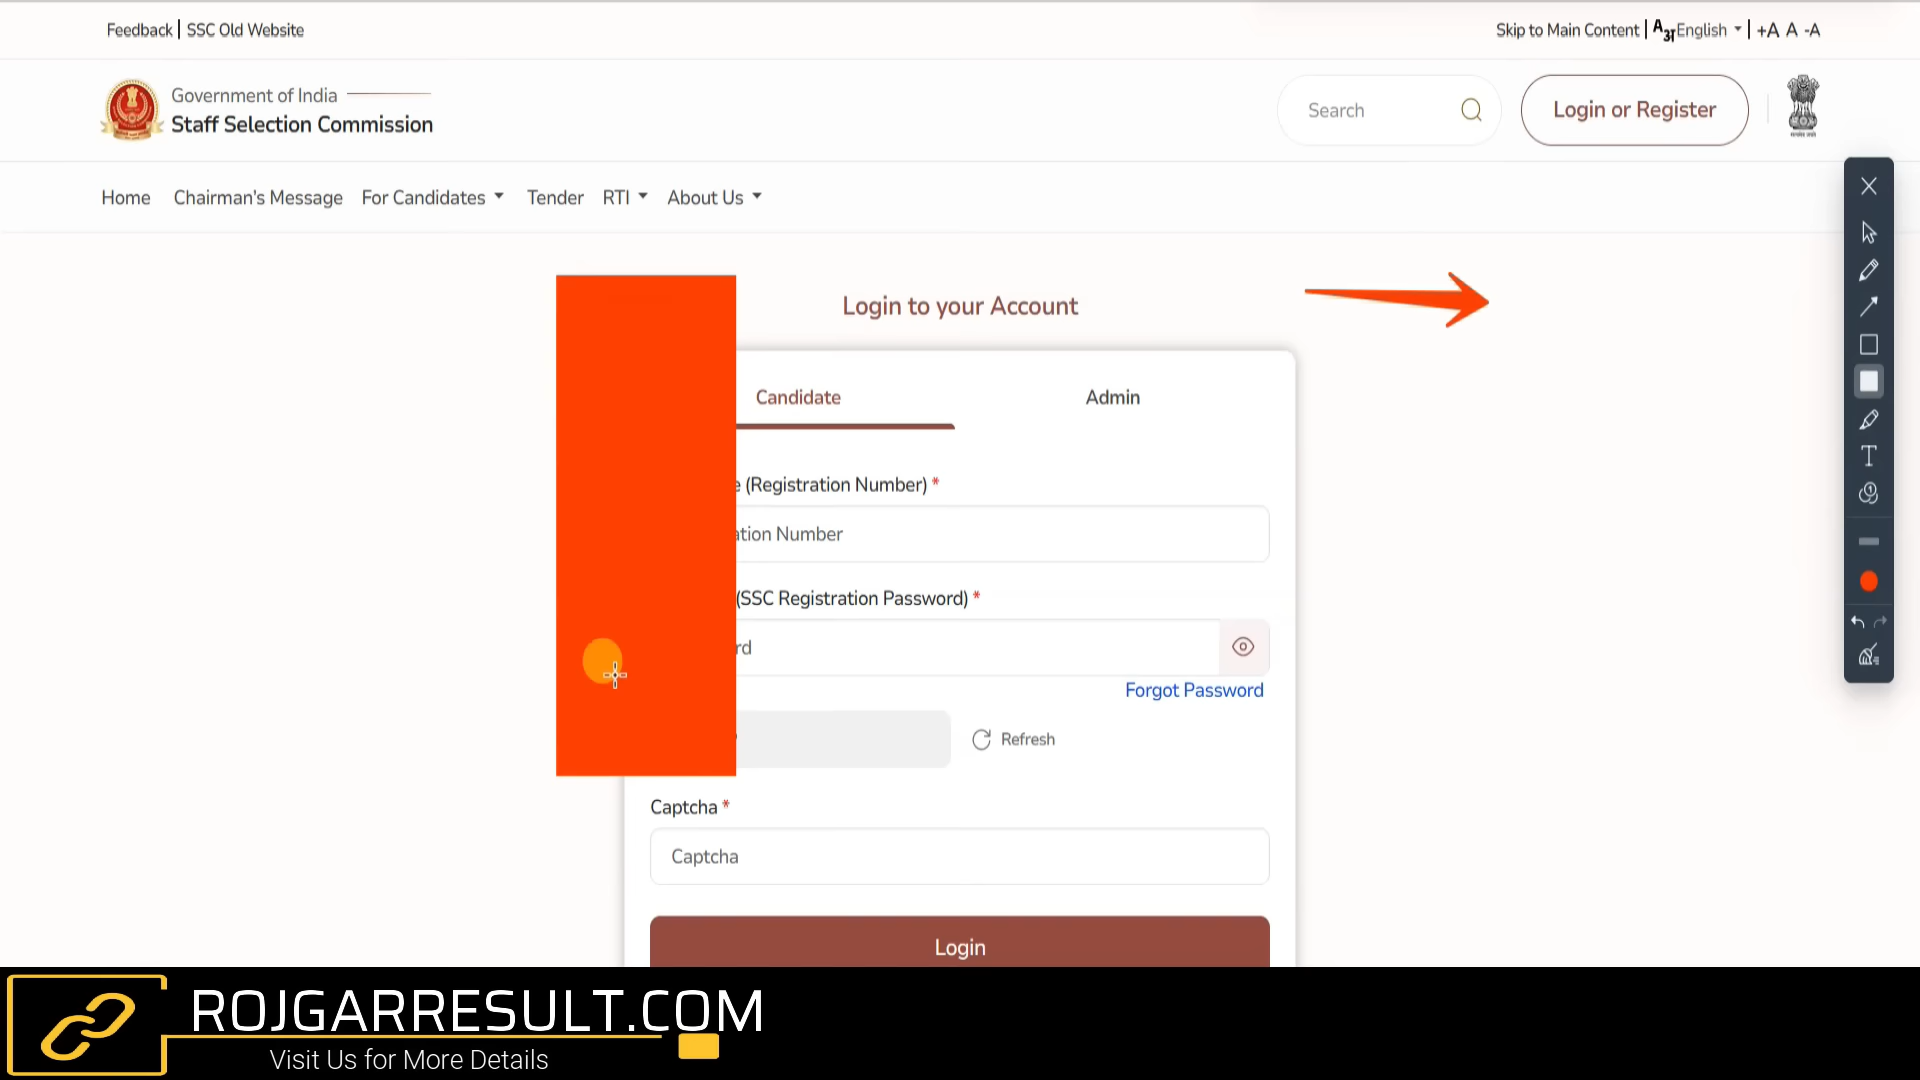 Feedback | SSC Old Website
Skip to Main Content | Aअ English | +A A -A
Government of India
Staff Selection Commission
Search
Login or Register
Home Chairman's Message For Candidates Tender RTI About Us
Login to your Account
Candidate Admin
e (Registration Number) *
ation Number
(SSC Registration Password) *
rd
Forgot Password
Refresh
Captcha *
Captcha
Login
ROJGARRESULT.COM
Visit Us for More Details